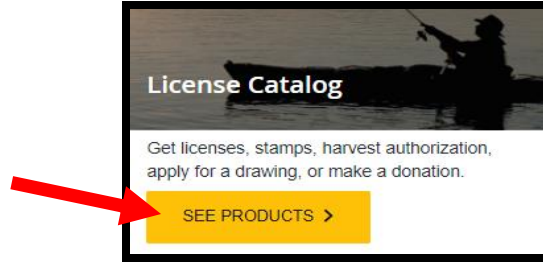 License Catalog
Get licenses, stamps, harvest authorization,
apply for a drawing, or make a donation.
SEE PRODUCTS >